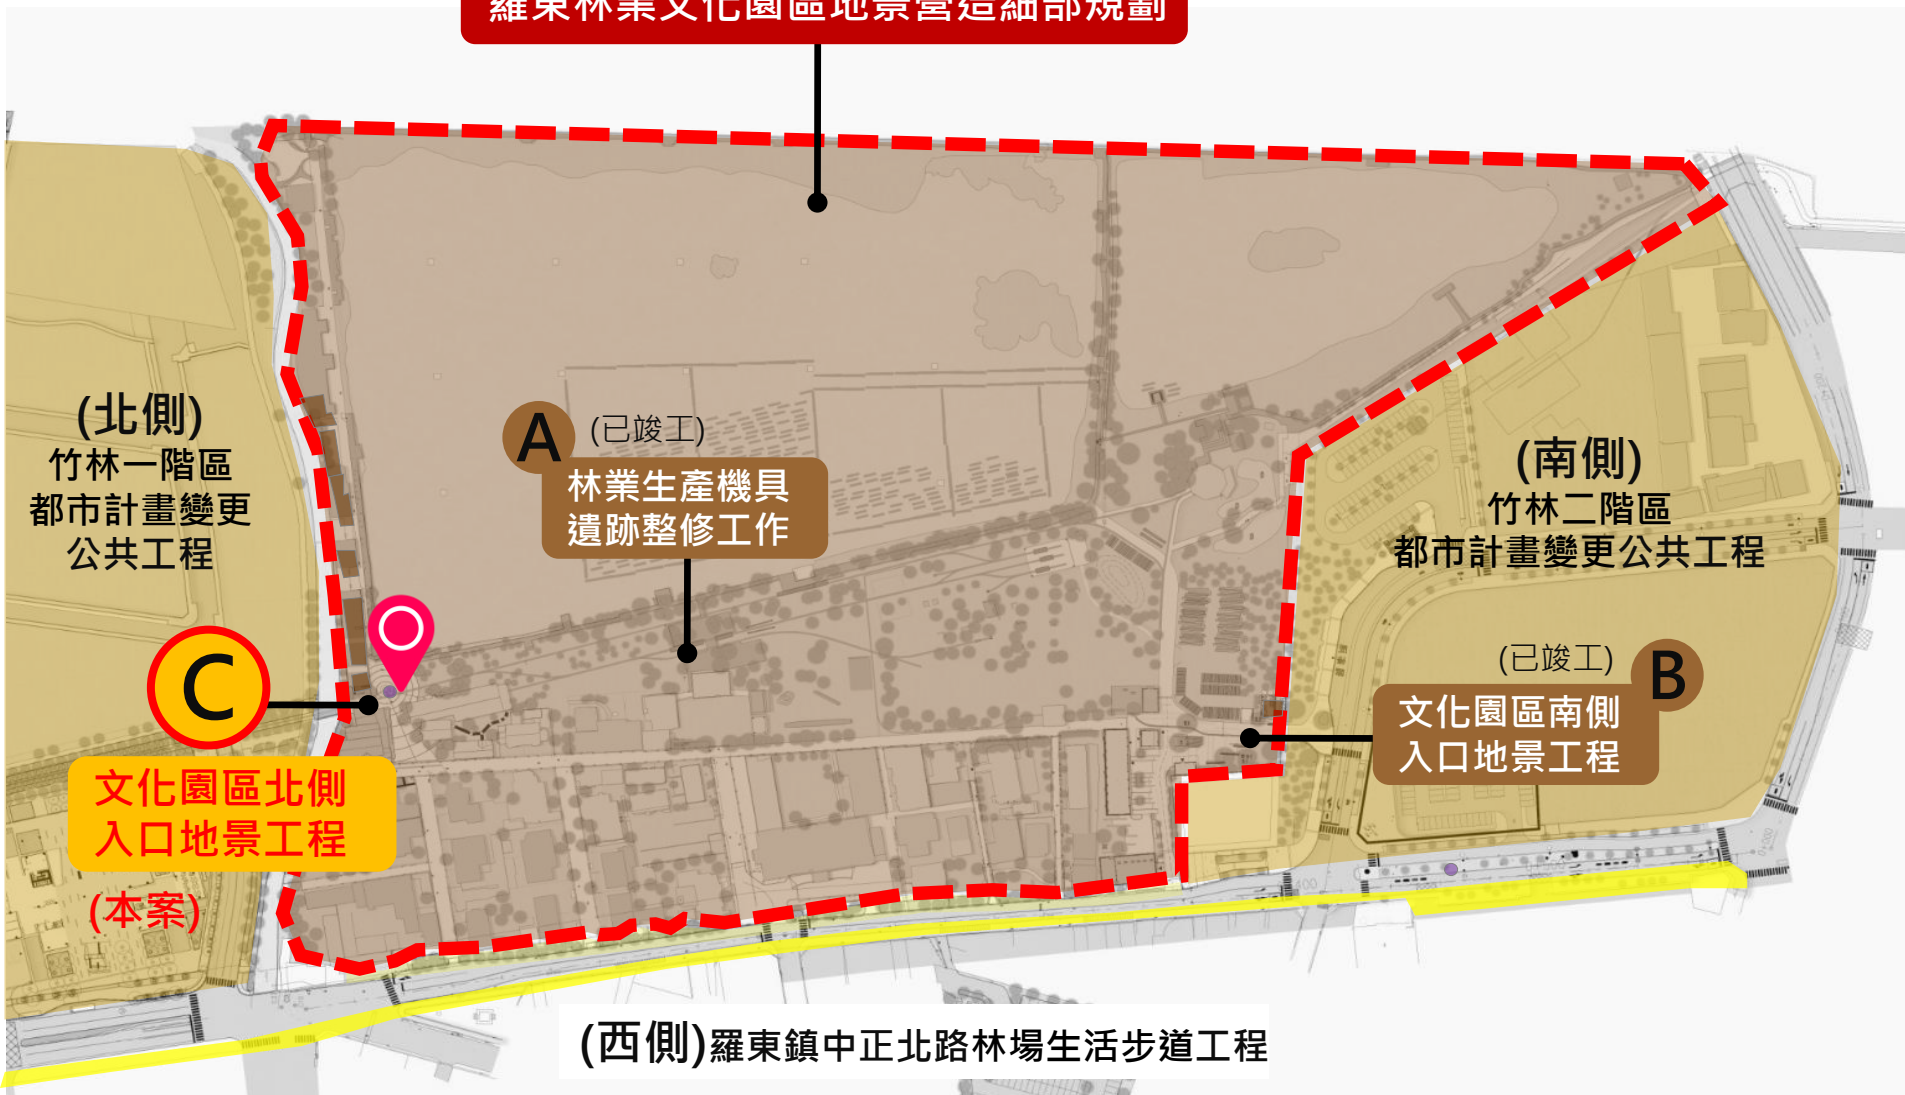 羅東林業文化園區地景營造細部規劃
(北側)
竹林一階區
都市計畫變更
公共工程
A
(已竣工)
林業生產機具
遺跡整修工作
(南側)
竹林二階區
都市計畫變更公共工程
C
文化園區北側
入口地景工程
(本案)
(已竣工)
B
文化園區南側
入口地景工程
(西側)羅東鎮中正北路林場生活步道工程